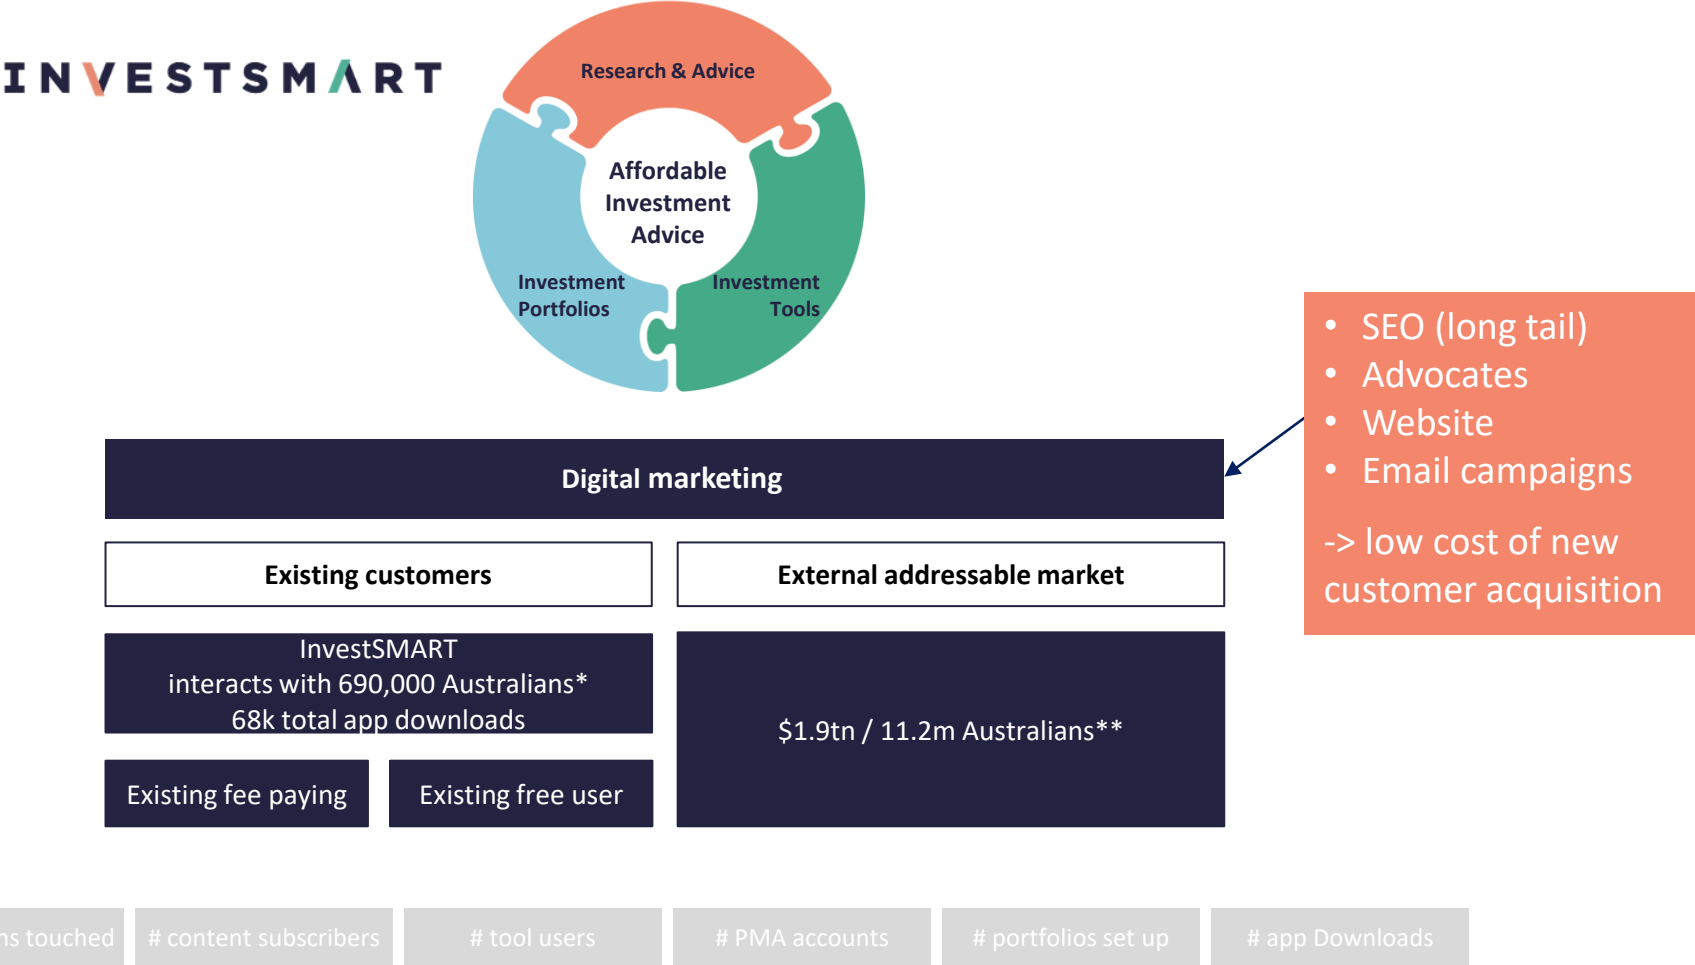 INVESTSMART
Research & Advice
Affordable
Investment
Advice
Investment
Portfolios
Investment
Tools
• SEO (long tail)
• Advocates
• Website
• Email campaigns
-> low cost of new
customer acquisition
Digital marketing
Existing customers
External addressable market
InvestSMART
interacts with 690,000 Australians*
68k total app downloads
$1.9tn / 11.2m Australians**
Existing fee paying
Existing free user
touched
# content subscribers
# tool users
# PMA accounts
# portfolios set up
# app Downloads